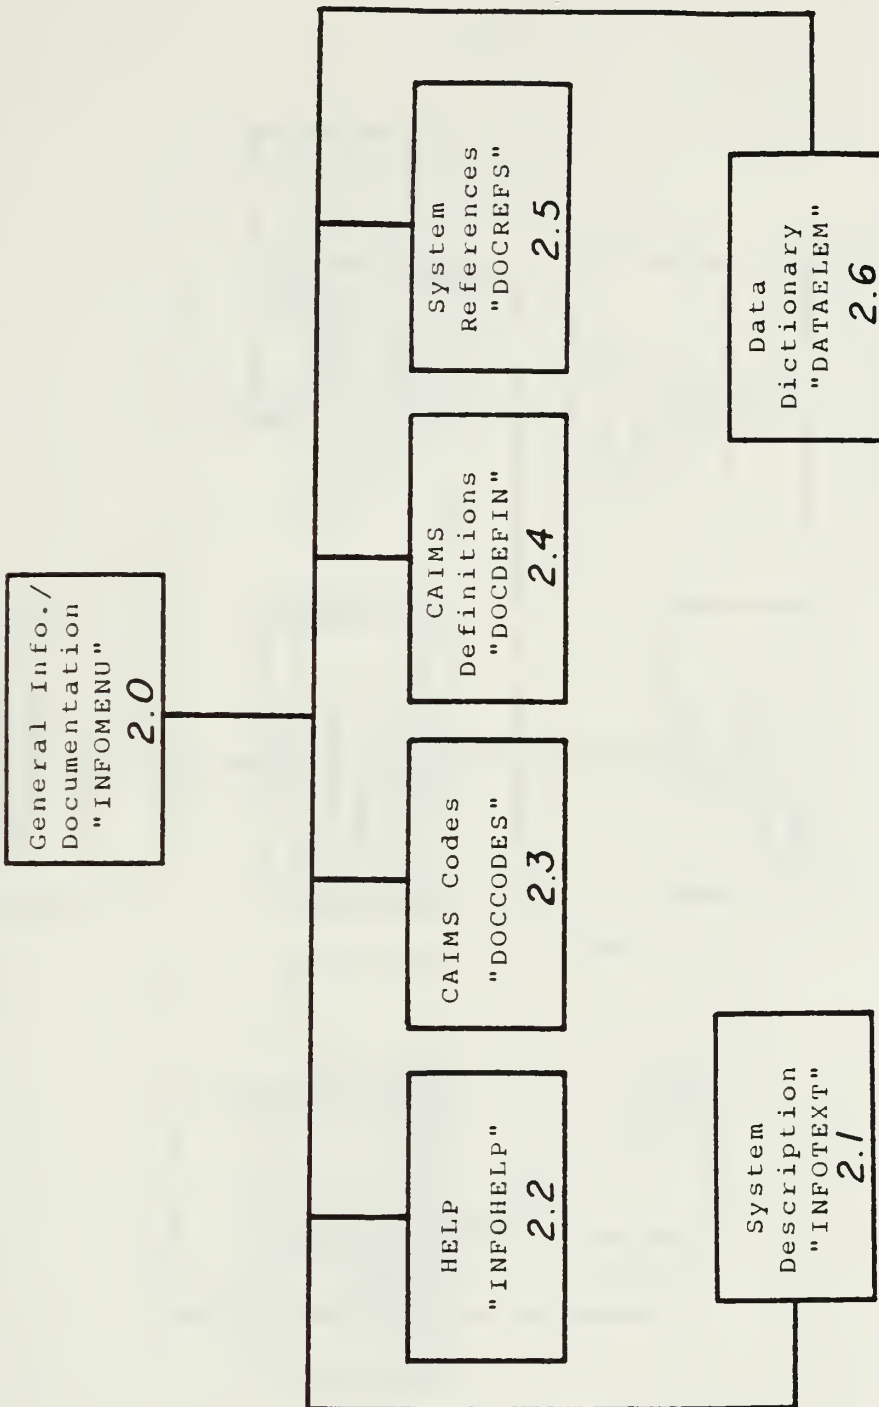 General Info./
Documentation
"INFOMENU"
2.0
HELP
"INFOHELP"
2.2
CAIMS Codes
"DOCCODES"
2.3
CAIMS
Definitions
"DOCDEFIN"
2.4
System
References
"DOCREFS"
2.5
System
Description
"INFOTEXT"
2.1
Data
Dictionary
"DATAELEM"
2.6